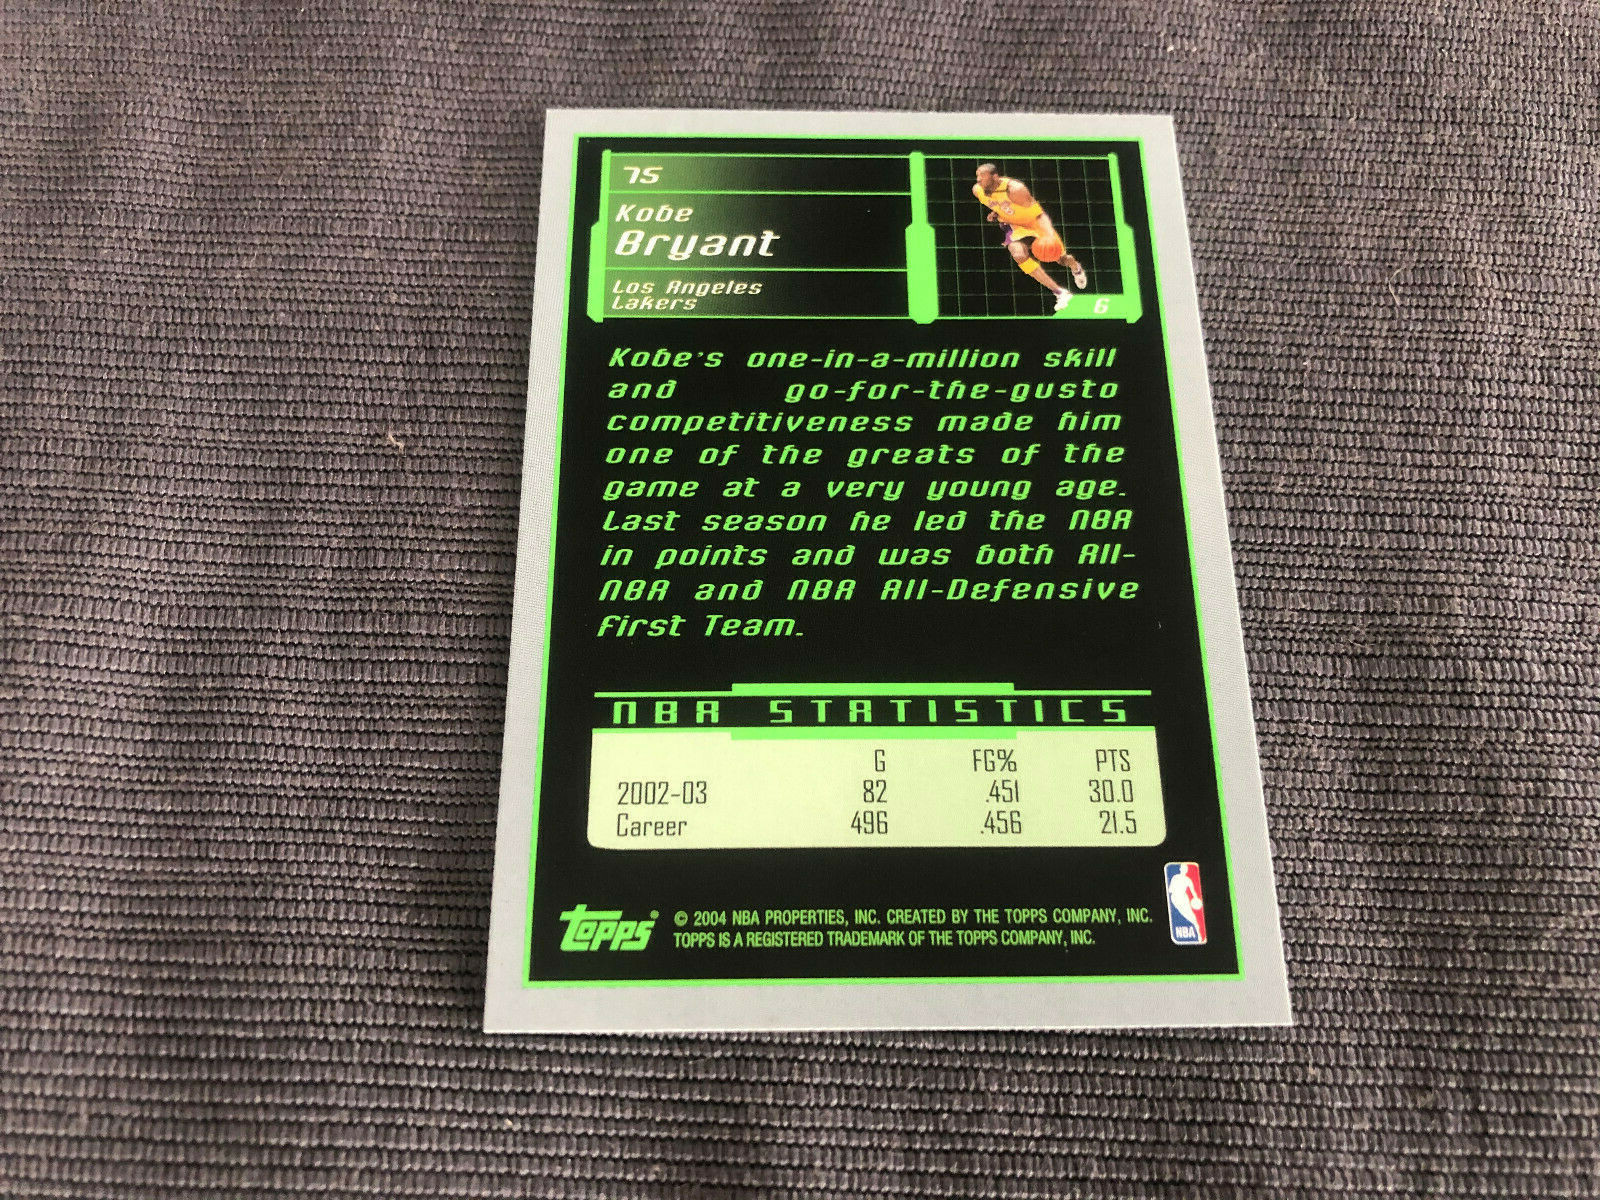 75
Kobe
Bryant
Los Angeles
Lakers
6
Kobe's one-in-a-million skill
and go-for-the-gusto
competitiveness made him
one of the greats of the
game at a very young age.
Last season he led the NBA
in points and was both All-
NBA and NBA All-Defensive
First Team.
NBA STATISTICS
G FG% PTS
2002-03 82 .451 30.0
Career 496 .456 21.5
topps® © 2004 NBA PROPERTIES, INC. CREATED BY THE TOPPS COMPANY, INC.
TOPPS IS A REGISTERED TRADEMARK OF THE TOPPS COMPANY, INC.
NBA